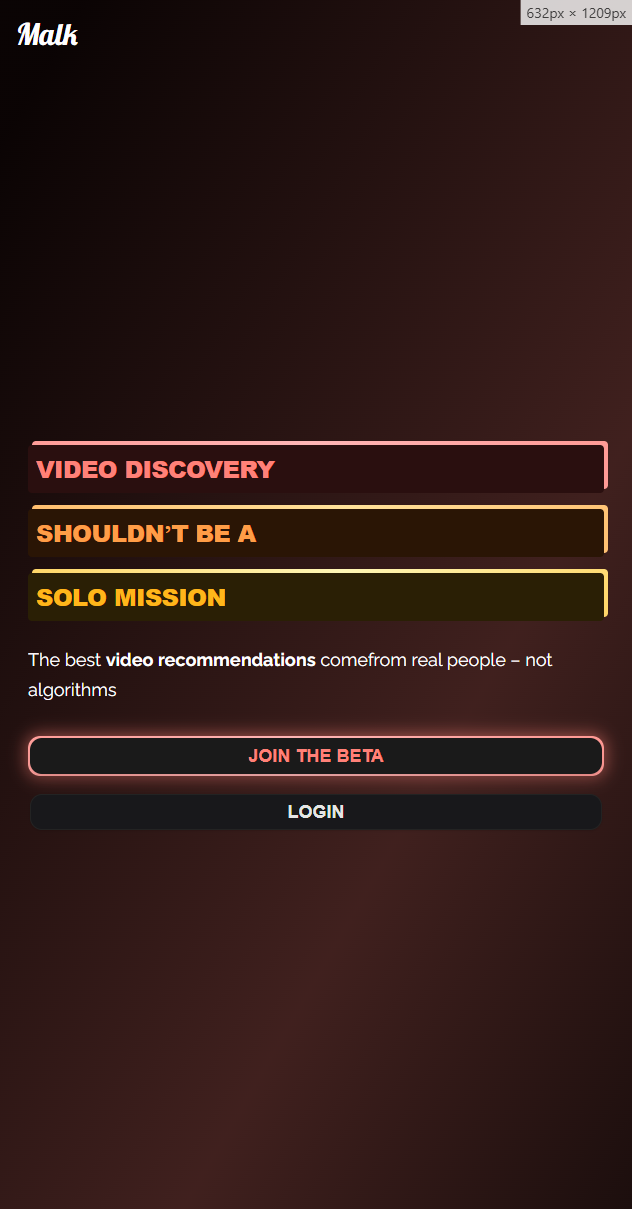 Malk
632px × 1209px
VIDEO DISCOVERY
SHOULDN’T BE A
SOLO MISSION
The best video recommendations comefrom real people – not
algorithms
JOIN THE BETA
LOGIN